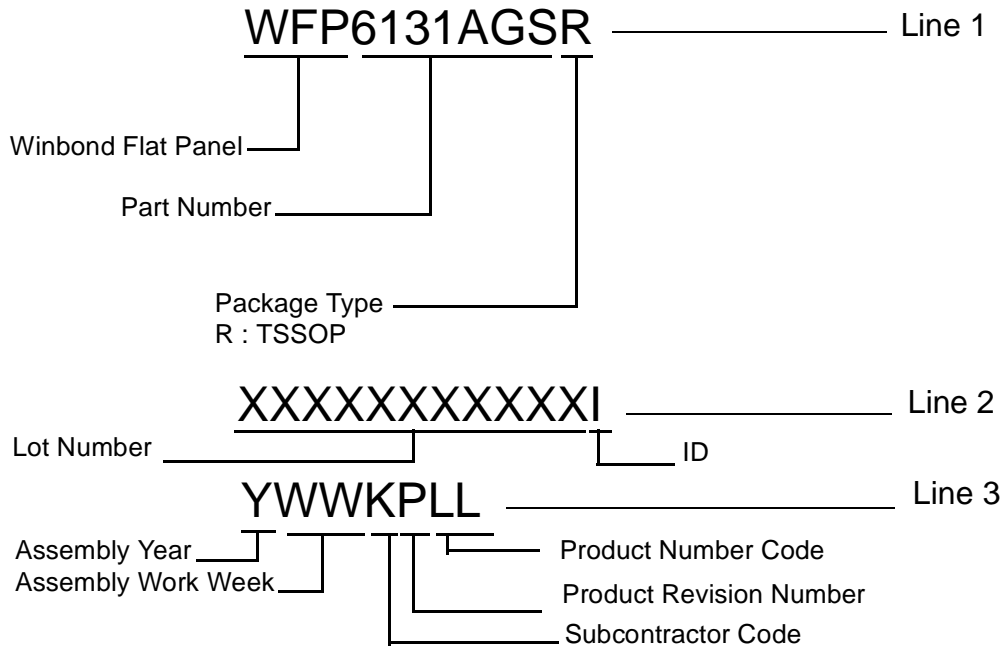 WFP6131AGSR Line 1
Winbond Flat Panel
Part Number
Package Type
R : TSSOP
XXXXXXXXXXXI Line 2
Lot Number ID
YWWKPLL Line 3
Assembly Year Product Number Code
Assembly Work Week
Product Revision Number
Subcontractor Code